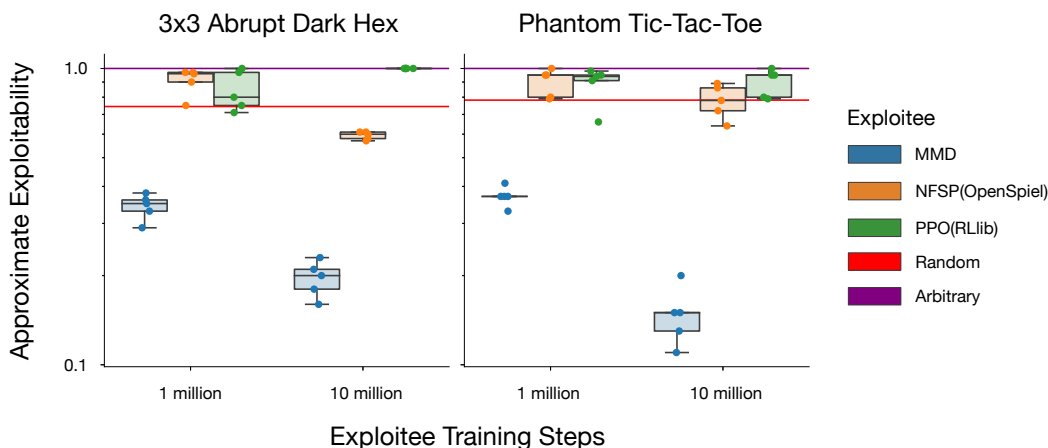 3x3 Abrupt Dark Hex
Phantom Tic-Tac-Toe
Approximate Exploitability
1.0
0.1
1 million
10 million
1 million
10 million
Exploitee Training Steps
Exploitee
MMD
NFSP(OpenSpiel)
PPO(RLlib)
Random
Arbitrary